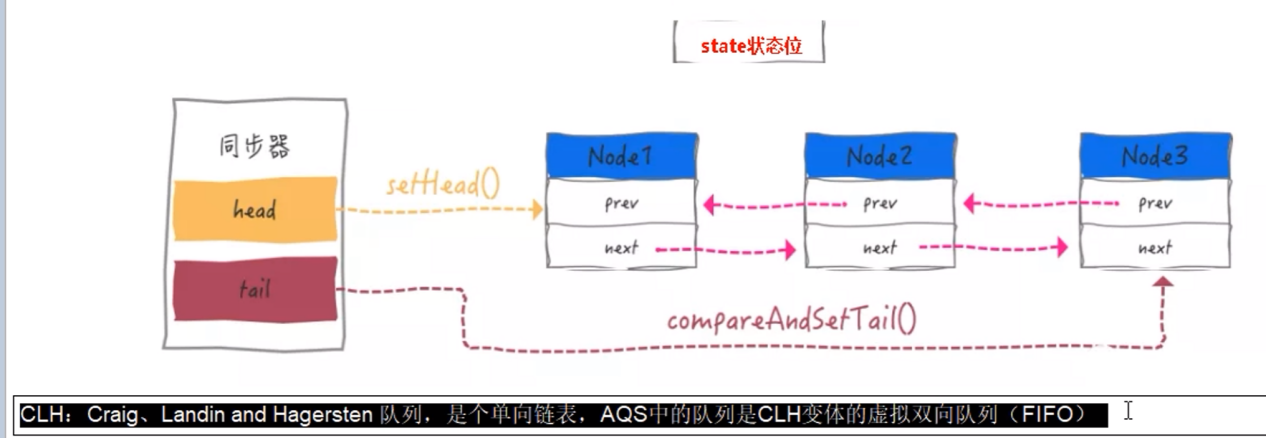 state状态位
同步器
head
tail
setHead()
Node1
prev
next
Node2
prev
next
Node3
prev
next
compareAndSetTail()
CLH：Craig、Landin and Hagersten 队列，是个单向链表，AQS中的队列是CLH变体的虚拟双向队列（FIFO）